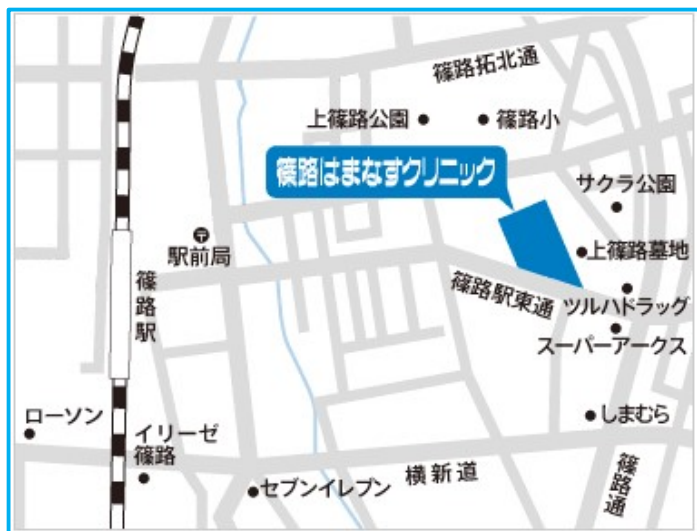 篠路拓北通
上篠路公園
篠路小
篠路はまなすクリニック
サクラ公園
〒
駅前局
上篠路墓地
篠路駅
篠路駅東通
ツルハドラッグ
スーパーアークス
ローソン
イリーゼ
篠路
しまむら
横新道
セブンイレブン
篠路通